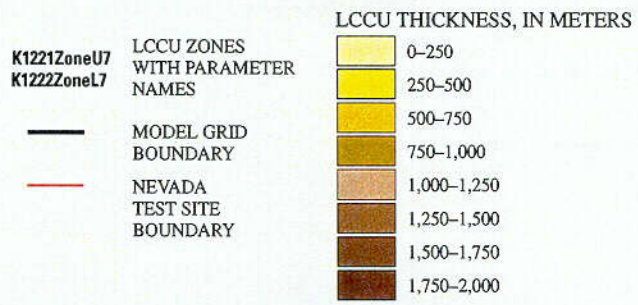 K1221ZoneU7
K1222ZoneL7
LCCU ZONES
WITH PARAMETER
NAMES
MODEL GRID
BOUNDARY
NEVADA
TEST SITE
BOUNDARY
LCCU THICKNESS, IN METERS
0–250
250–500
500–750
750–1,000
1,000–1,250
1,250–1,500
1,500–1,750
1,750–2,000